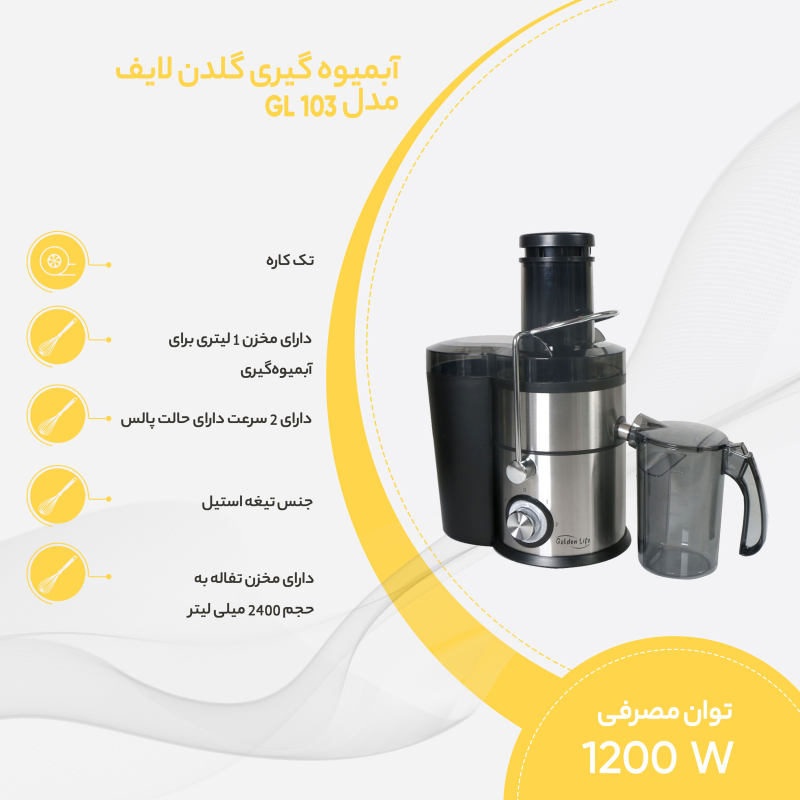 آبمیوه گیری گلدن لایف
مدل GL 103
تک کاره
دارای مخزن 1 لیتری برای
آبمیوه‌گیری
دارای 2 سرعت دارای حالت پالس
جنس تیغه استیل
دارای مخزن تفاله به
حجم 2400 میلی لیتر
Golden Life
توان مصرفی
1200 W